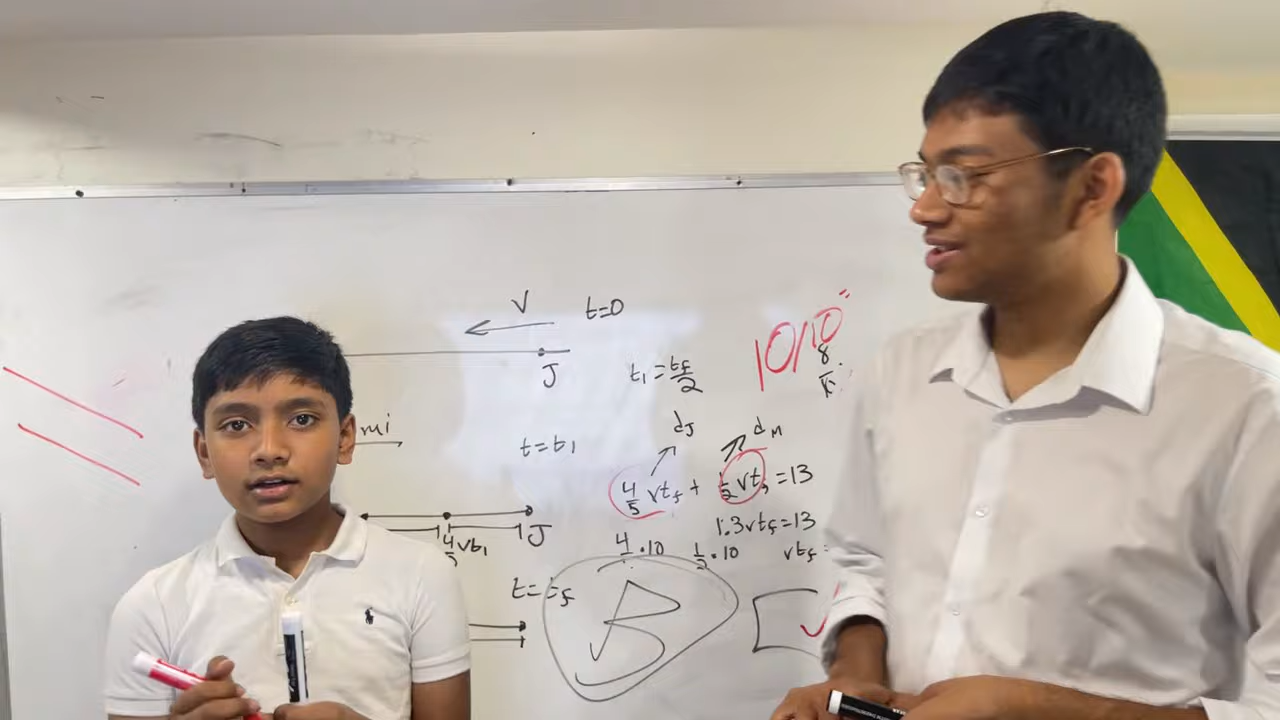 V
t=0
J
t₁ = t_f/2
10/10"
8
mi
t=t₁
d_J
d_M
4/5 vt_f + 1/2 vt_f = 13
J
4/5 vt₁
1.3vt_f=13
4/ ·10
1/2 ·10
vt_f =
t=t_f
B